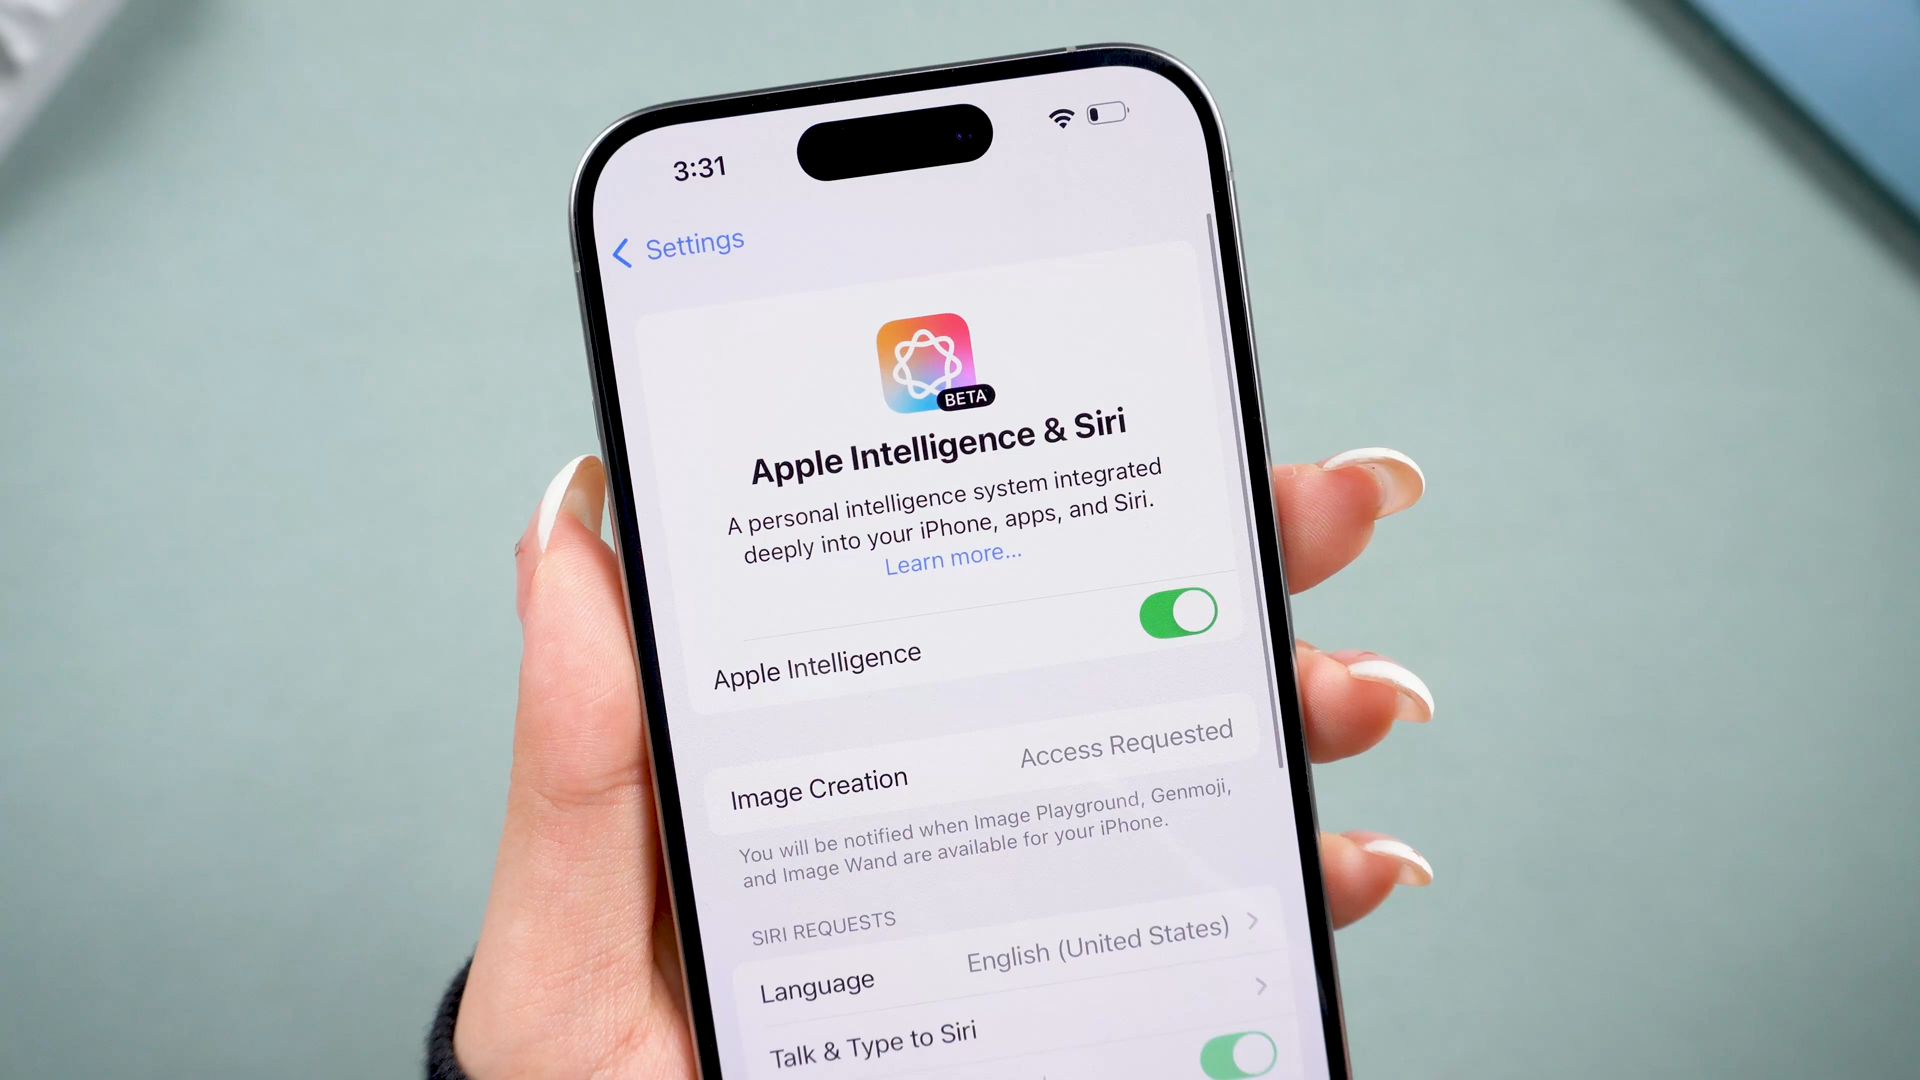 3:31
Settings
BETA
Apple Intelligence & Siri
A personal intelligence system integrated
deeply into your iPhone, apps, and Siri.
Learn more...
Apple Intelligence
Image Creation Access Requested
You will be notified when Image Playground, Genmoji,
and Image Wand are available for your iPhone.
SIRI REQUESTS
Language English (United States)
Talk & Type to Siri